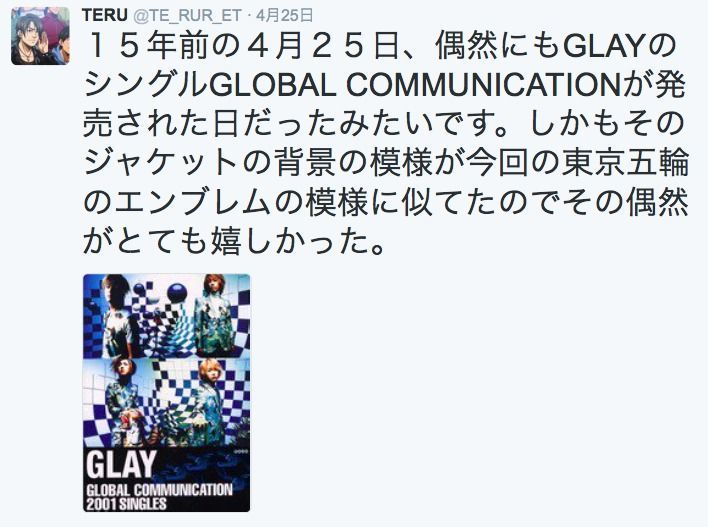 TERU @TE_RUR_ET · 4月25日
１５年前の４月２５日、偶然にもGLAYの
シングルGLOBAL COMMUNICATIONが発
売された日だったみたいです。しかもその
ジャケットの背景の模様が今回の東京五輪
のエンブレムの模様に似てたのでその偶然
がとても嬉しかった。
GLAY
GLOBAL COMMUNICATION
2001 SINGLES